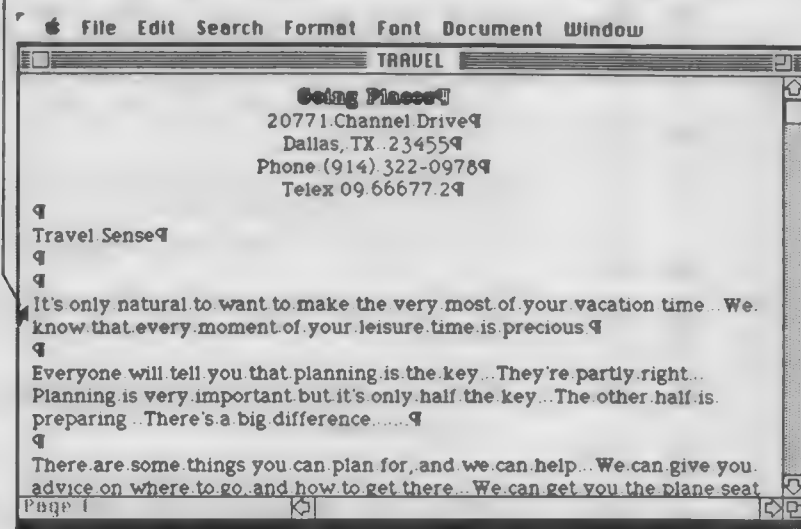 File Edit Search Format Font Document Window
TRAVEL
Going Places¶
20771 Channel Drive¶
Dallas, TX 23455¶
Phone (914) 322-0978¶
Telex 09 66677 29¶
¶
Travel Sense¶
¶
¶
It's only natural to want to make the very most of your vacation time We
know that every moment of your leisure time is precious ¶
¶
Everyone will tell you that planning is the key They're partly right
Planning is very important but it's only half the key The other half is
preparing There's a big difference ¶
¶
There are some things you can plan for, and we can help We can give you
advice on where to go, and how to get there We can get you the plane seat
Page 1